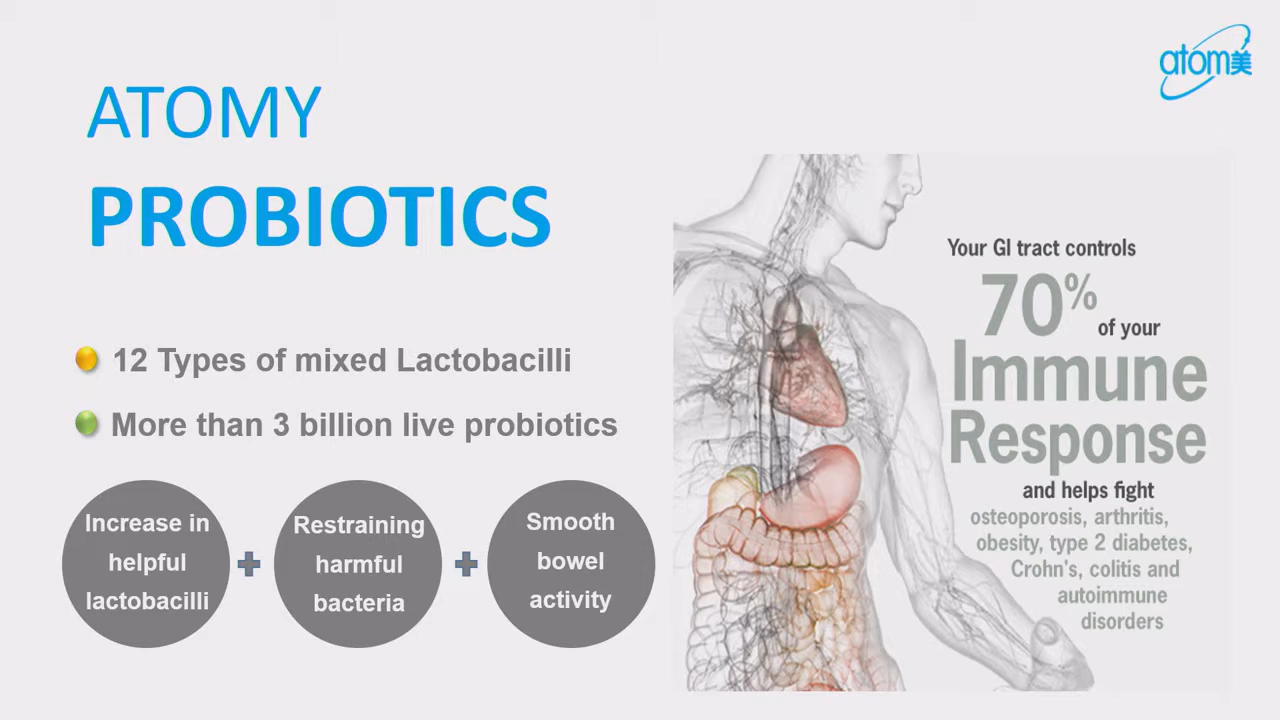 atom美
ATOMY
PROBIOTICS
12 Types of mixed Lactobacilli
More than 3 billion live probiotics
Increase in
helpful
lactobacilli
+
Restraining
harmful
bacteria
+
Smooth
bowel
activity
Your GI tract controls
70%
of your
Immune
Response
and helps fight
osteoporosis, arthritis,
obesity, type 2 diabetes,
Crohn's, colitis and
autoimmune
disorders